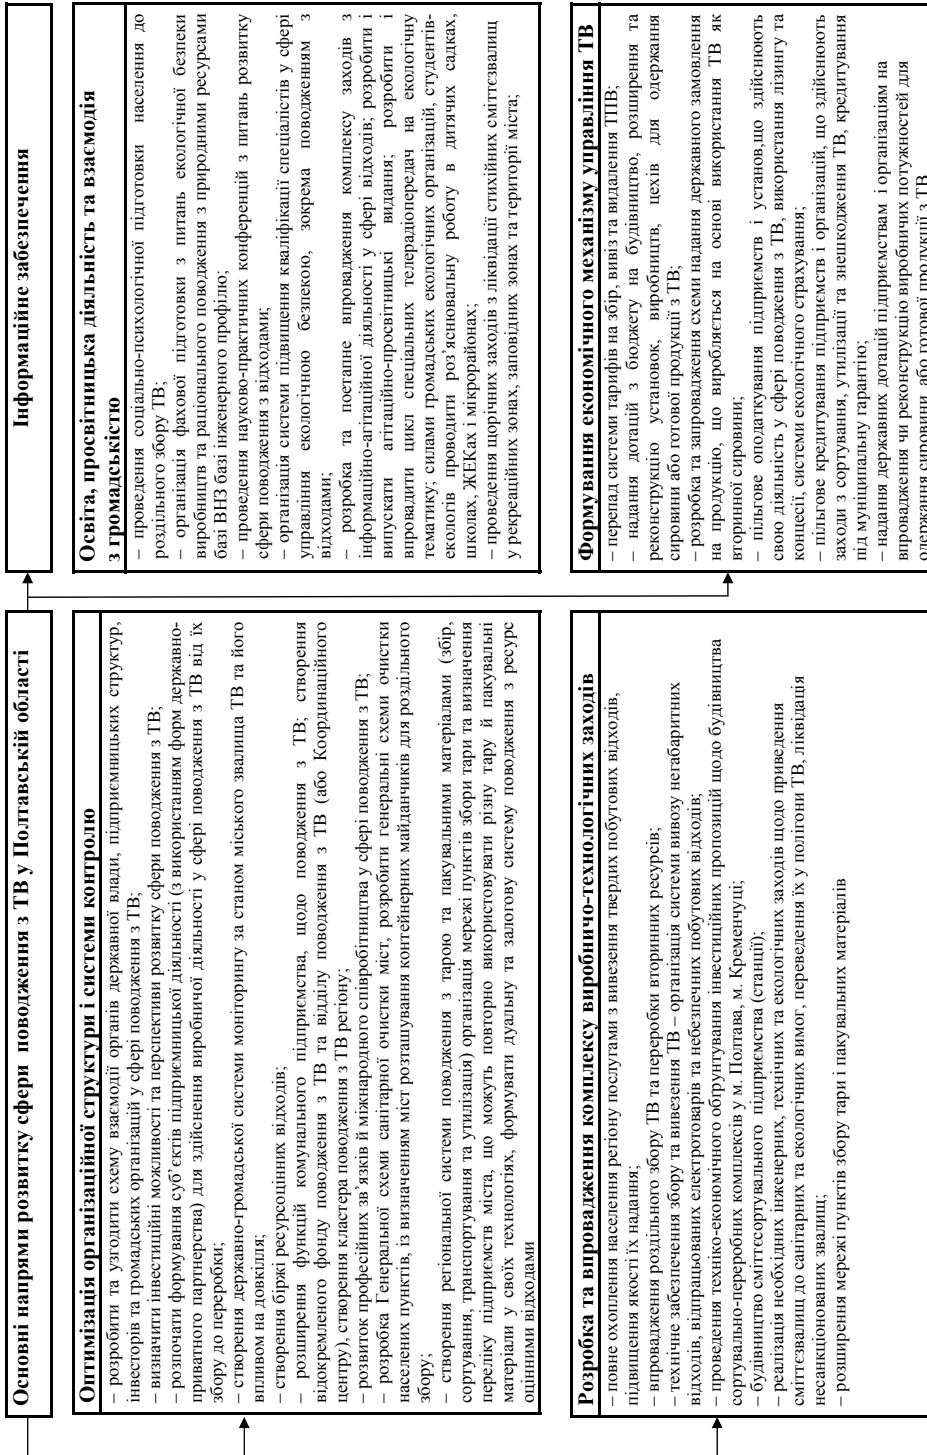 Основні напрями розвитку сфери поводження з ТВ у Полтавській області
Оптимізація організаційної структури і системи контролю
– розробити та узгодити схему взаємодії органів державної влади, підприємницьких структур,
інвесторів та громадських організацій у сфері поводження з ТВ;
– визначити інвестиційні можливості та перспективи розвитку сфери поводження з ТВ;
– розпочати формування суб’єктів підприємницької діяльності (з використанням форм державно-
приватного партнерства) для здійснення виробничої діяльності у сфері поводження з ТВ від їх
збору до переробки;
– створення державно-громадської системи моніторингу за станом міського звалища ТВ та його
впливом на довкілля;
– створення біржі ресурсоцінних відходів;
– розширення функцій комунального підприємства, щодо поводження з ТВ; створення
відокремленого фонду поводження з ТВ та відділу поводження з ТВ (або Координаційного
центру), створення кластера поводження з ТВ регіону;
– розвиток професійних зв’язків й міжнародного співробітництва у сфері поводження з ТВ;
– розробка Генеральної схеми санітарної очистки міст, розробити генеральні схеми очистки
населених пунктів, із визначенням міст розташування контейнерних майданчиків для роздільного
збору;
– створення регіональної системи поводження з тарою та пакувальними матеріалами (збір,
сортування, транспортування та утилізація) організація мережі пунктів збори тари та визначення
переліку підприємств міста, що можуть повторно використовувати різну тару й пакувальні
матеріали у своїх технологіях, формувати дуальну та залогову систему поводження з ресурс
оцінними відходами
Розробка та впровадження комплексу виробничо-технологічних заходів
– повне охоплення населення регіону послугами з вивезення твердих побутових відходів,
підвищення якості їх надання;
– впровадження роздільного збору ТВ та переробки вторинних ресурсів;
– технічне забезпечення збору та вивезення ТВ – організація системи вивозу негабаритних
відходів, відпрацьованих електротоварів та небезпечних побутових відходів;
– проведення техніко-економічного обґрунтування інвестиційних пропозицій щодо будівництва
сортувально-переробних комплексів у м. Полтава, м. Кременчуці;
– будівництво сміттєсортувального підприємства (станції);
– реалізація необхідних інженерних, технічних та екологічних заходів щодо приведення
сміттєзвалищ до санітарних та екологічних вимог, переведення їх у полігони ТВ, ліквідація
несанкціонованих звалищ;
– розширення мережі пунктів збору тари і пакувальних матеріалів
Інформаційне забезпечення
Освіта, просвітницька діяльність та взаємодія
з громадськістю
– проведення соціально-психологічної підготовки населення до
роздільного збору ТВ;
– організація фахової підготовки з питань екологічної безпеки
виробництв та раціонального поводження з природними ресурсами
базі ВНЗ базі інженерного профілю;
– проведення науково-практичних конференцій з питань розвитку
сфери поводження з відходами;
– організація системи підвищення кваліфікації спеціалістів у сфері
управління екологічною безпекою, зокрема поводженням з
відходами;
– розробка та поетапне впровадження комплексу заходів з
інформаційно-агітаційної діяльності у сфері відходів; розробити і
випускати агітаційно-просвітницькі видання; розробити і
впровадити цикл спеціальних телерадіопередач на екологічну
тематику; силами громадських екологічних організацій, студентів-
екологів проводити роз’яснювальну роботу в дитячих садках,
школах, ЖЕКах і мікрорайонах;
– проведення щорічних заходів з ліквідації стихійних сміттєзвалищ
у рекреаційних зонах, заповідних зонах та території міста;
Формування економічного механізму управління ТВ
– перепад системи тарифів на збір, вивіз та видалення ТПВ;
– надання дотацій з бюджету на будівництво, розширення та
реконструкцію установок, виробництв, цехів для одержання
сировини або готової продукції з ТВ;
– розробка та запровадження схеми надання державного замовлення
на продукцію, що виробляється на основі використання ТВ як
вторинної сировини;
– пільгове оподаткування підприємств і установ,що здійснюють
свою діяльність у сфері поводження з ТВ, використання лізингу та
концесії, системи екологічного страхування;
– пільгове кредитування підприємств і організацій, що здійснюють
заходи з сортування, утилізації та знешкодження ТВ, кредитування
під муніципальну гарантію;
– надання державних дотацій підприємствам і організаціям на
впровадження чи реконструкцію виробничих потужностей для
одержання сировини або готової продукції з ТВ